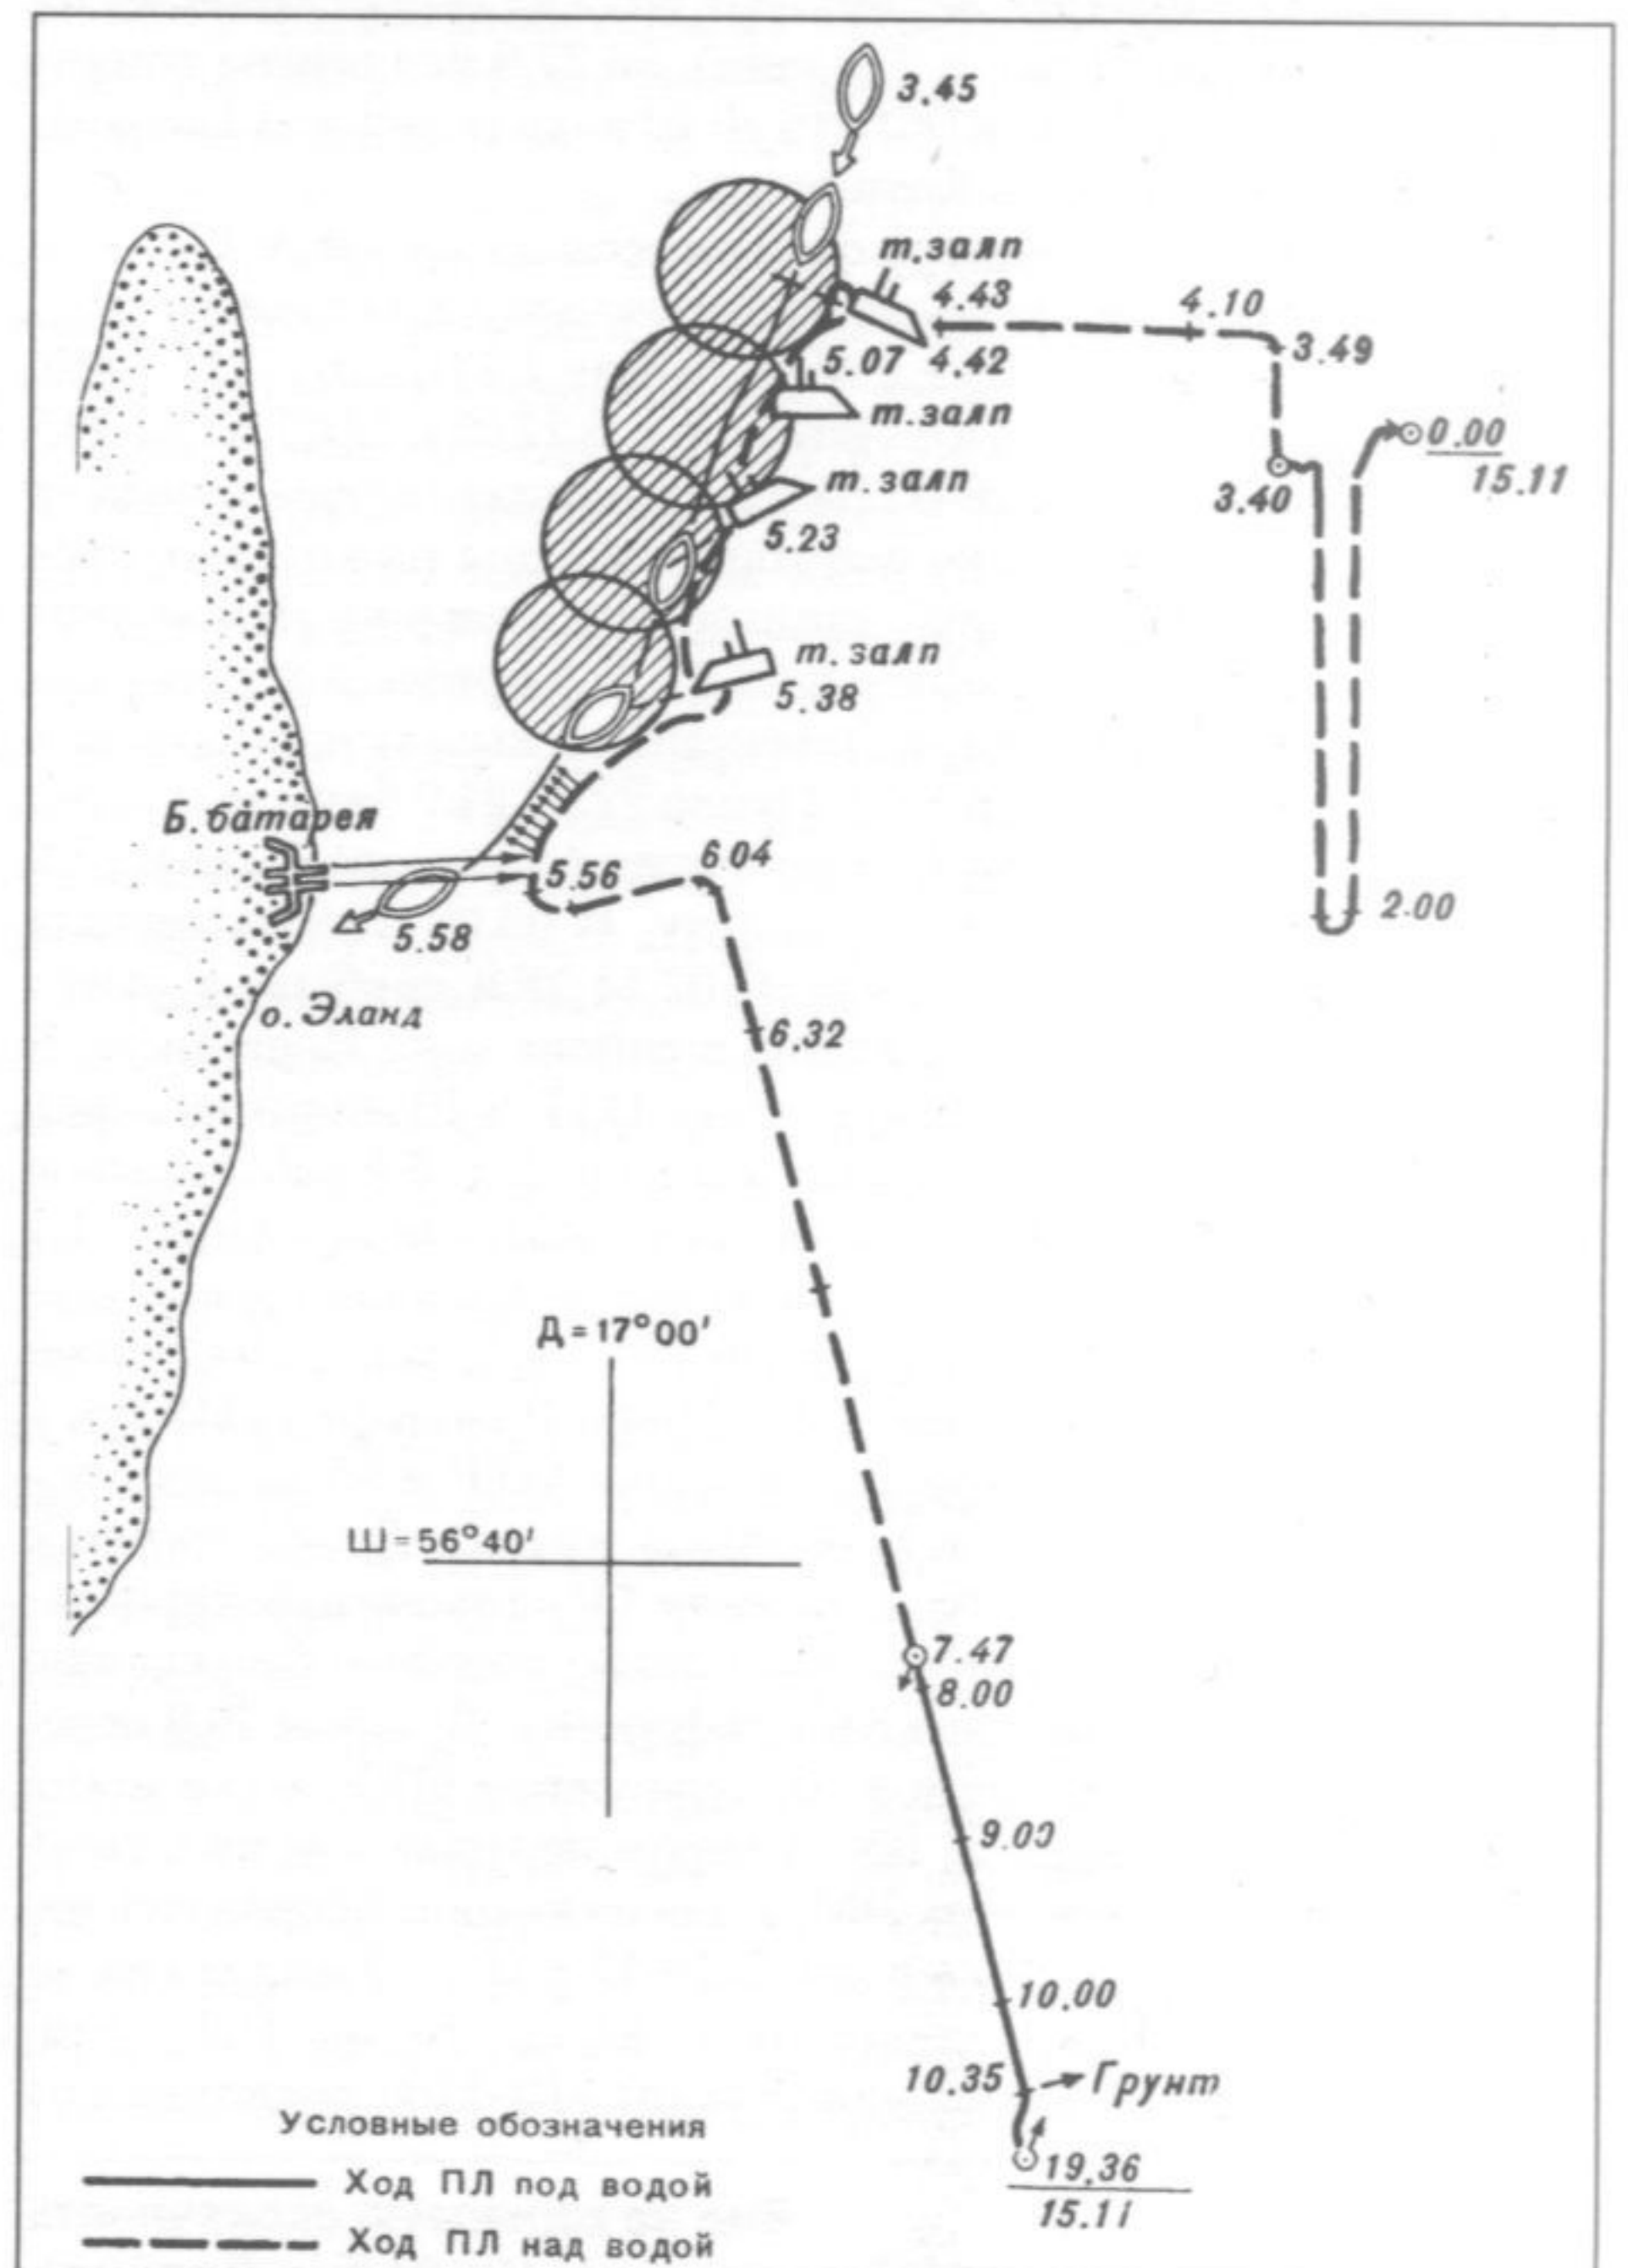 3.45
т.залп
4.43
4.10
5.07 4.42
3.49
т.залп
0.00
15.11
т.залп
3.40
5.23
т.залп
5.38
Б.батарея
6 04
5.56
2.00
5.58
о. Эланд
6.32
Д=17°00'
Ш=56°40'
7.47
8.00
9.00
10.00
10.35 Грунт
19.36
15.11
Условные обозначения
Ход ПЛ под водой
Ход ПЛ над водой